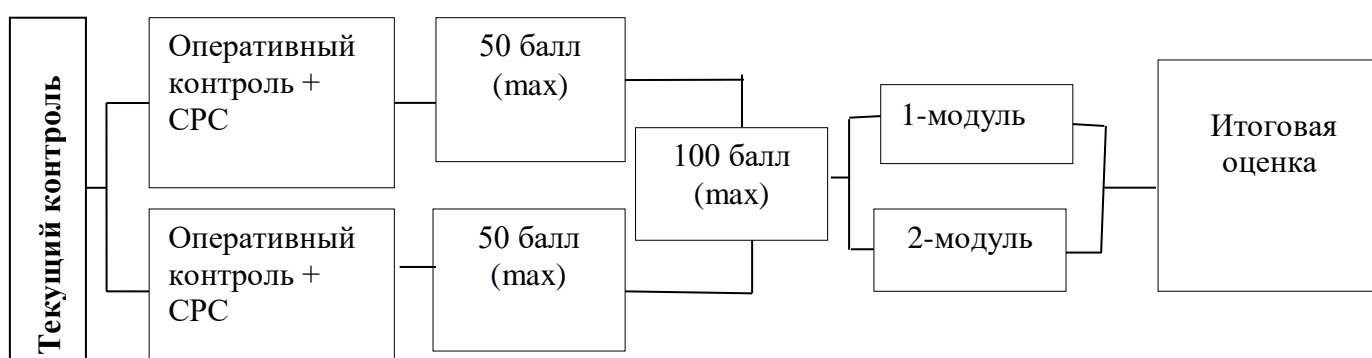 Текущий контроль
Оперативный
контроль +
СРС
50 балл
(max)
Оперативный
контроль +
СРС
50 балл
(max)
100 балл
(max)
1-модуль
2-модуль
Итоговая
оценка